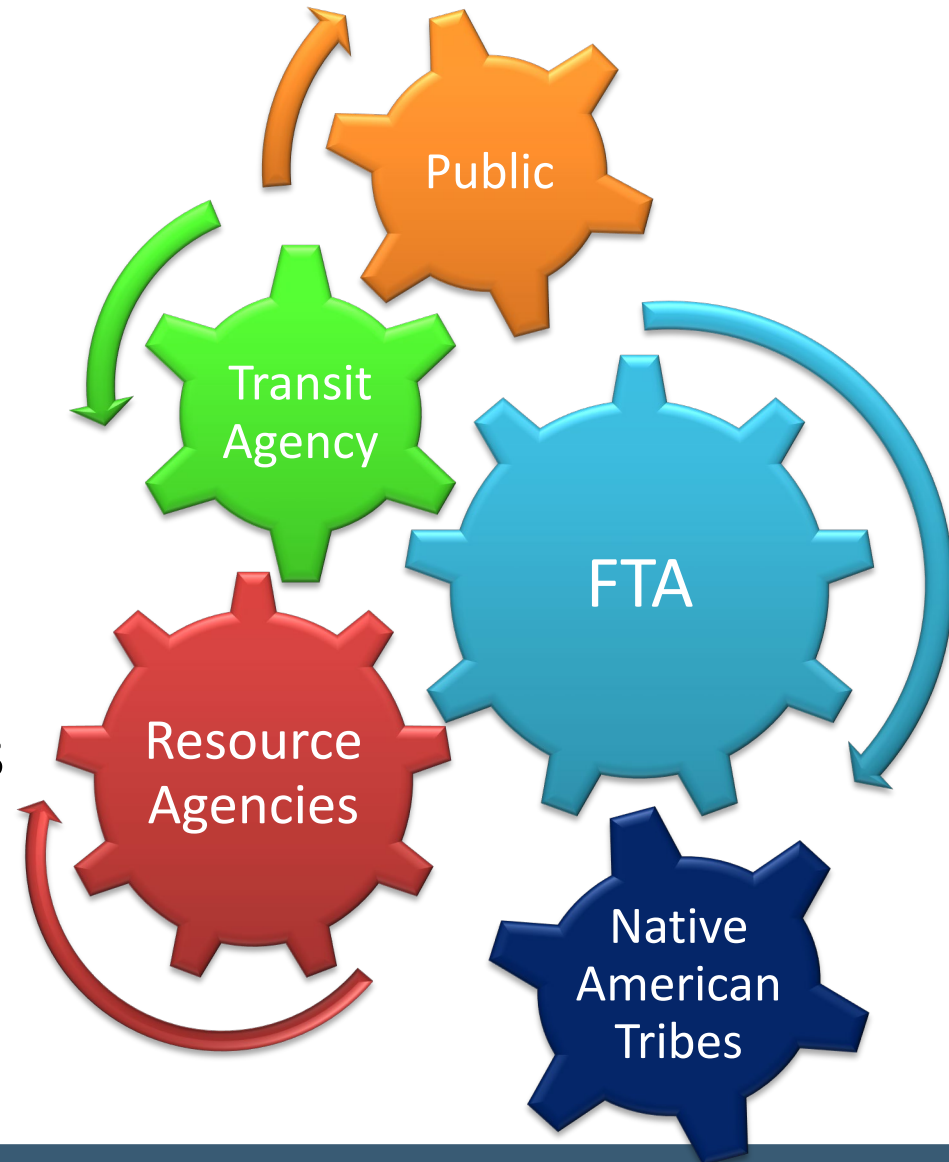 Public
Transit
Agency
FTA
Resource
Agencies
s
Native
American
Tribes